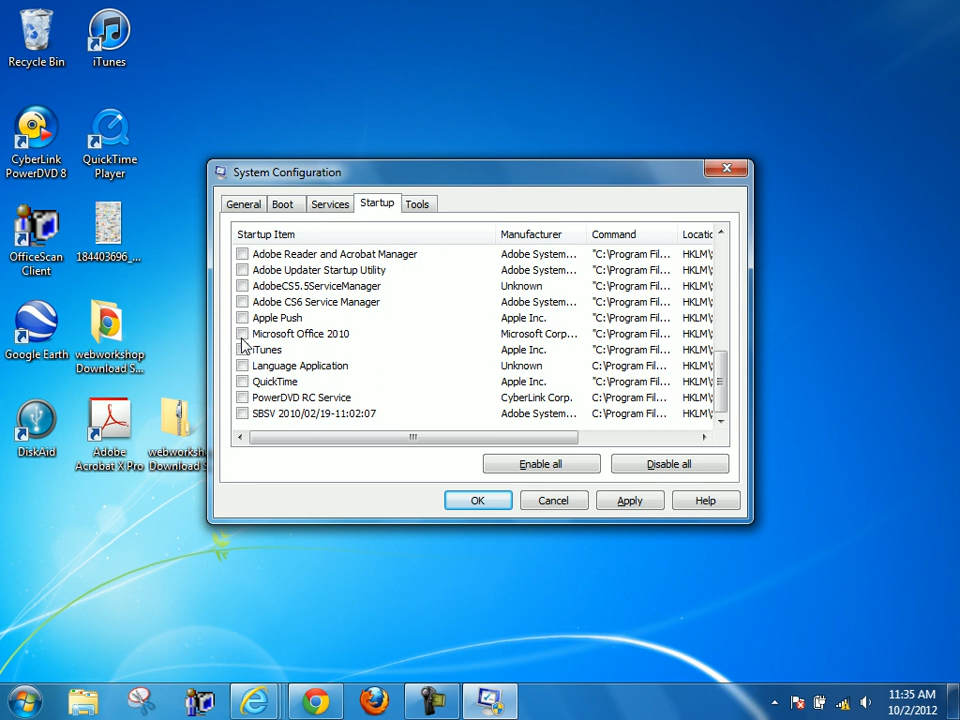 Recycle Bin
iTunes
CyberLink
PowerDVD 8
QuickTime
Player
OfficeScan
Client
184403696_...
Google Earth
webworkshop
Download S...
DiskAid
Adobe
Acrobat X Pro
webworksh
Download S
System Configuration
General
Boot
Services
Startup
Tools
Startup Item Manufacturer Command Locatic
Adobe Reader and Acrobat Manager Adobe System... "C:\Program Fil... HKLM\
Adobe Updater Startup Utility Adobe System... "C:\Program Fil... HKLM\
AdobeCS5.5ServiceManager Unknown "C:\Program Fil... HKLM\
Adobe CS6 Service Manager Adobe System... "C:\Program Fil... HKLM\
Apple Push Apple Inc. "C:\Program Fil... HKLM\
Microsoft Office 2010 Microsoft Corp... "C:\Program Fil... HKLM\
iTunes Apple Inc. "C:\Program Fil... HKLM\
Language Application Unknown C:\Program Fil... HKLM\
QuickTime Apple Inc. "C:\Program Fil... HKLM\
PowerDVD RC Service CyberLink Corp. C:\Program Fil... HKLM\
SBSV 2010/02/19-11:02:07 Adobe System... C:\Program Fil... HKLM\
Enable all
Disable all
OK
Cancel
Apply
Help
11:35 AM
10/2/2012